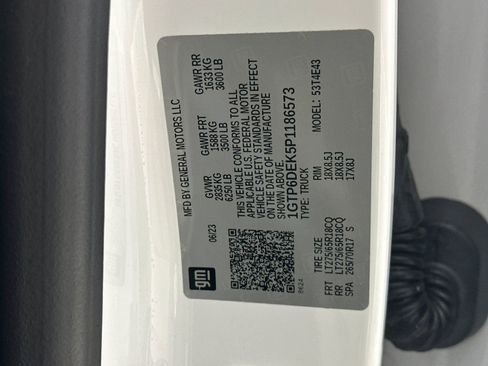 gm
MFD BY GENERAL MOTORS LLC
06/23
GVWR
2835 KG
6250 LB
GAWR FRT
1588 KG
3500 LB
GAWR RR
1633 KG
3600 LB
THIS VEHICLE CONFORMS TO ALL
APPLICABLE U.S. FEDERAL MOTOR
VEHICLE SAFETY STANDARDS IN EFFECT
ON THE DATE OF MANUFACTURE
SHOWN ABOVE.
1GTP6DEK5P1186573
TYPE: TRUCK
MODEL: 53T4E43
8624
TIRE SIZE
RIM
FRT LT275/65R18CQ 18X8.5J
RR LT275/65R18CQ 18X8.5J
SPA 265/70R17 S 17X8J